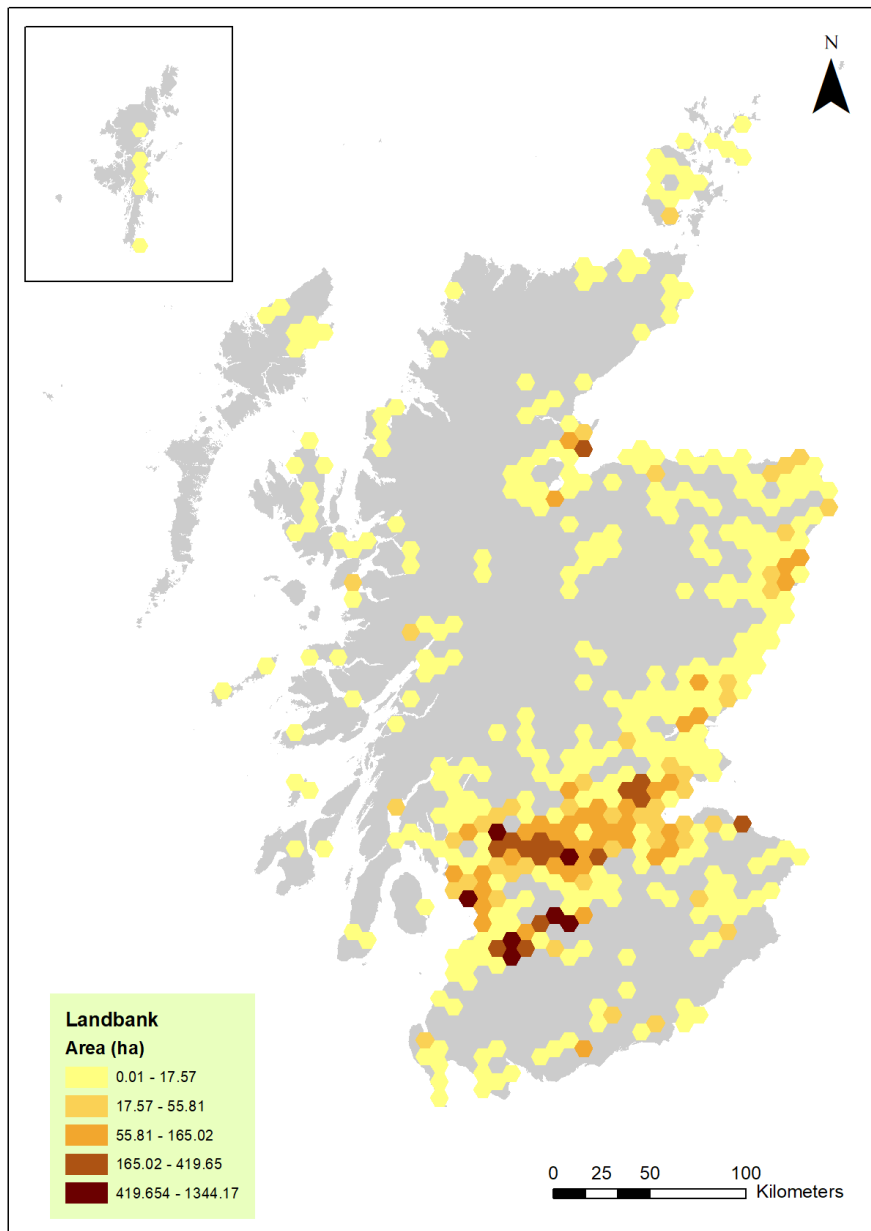 N
Landbank
Area (ha)
0.01 - 17.57
17.57 - 55.81
55.81 - 165.02
165.02 - 419.65
419.654 - 1344.17
0 25 50 100
Kilometers